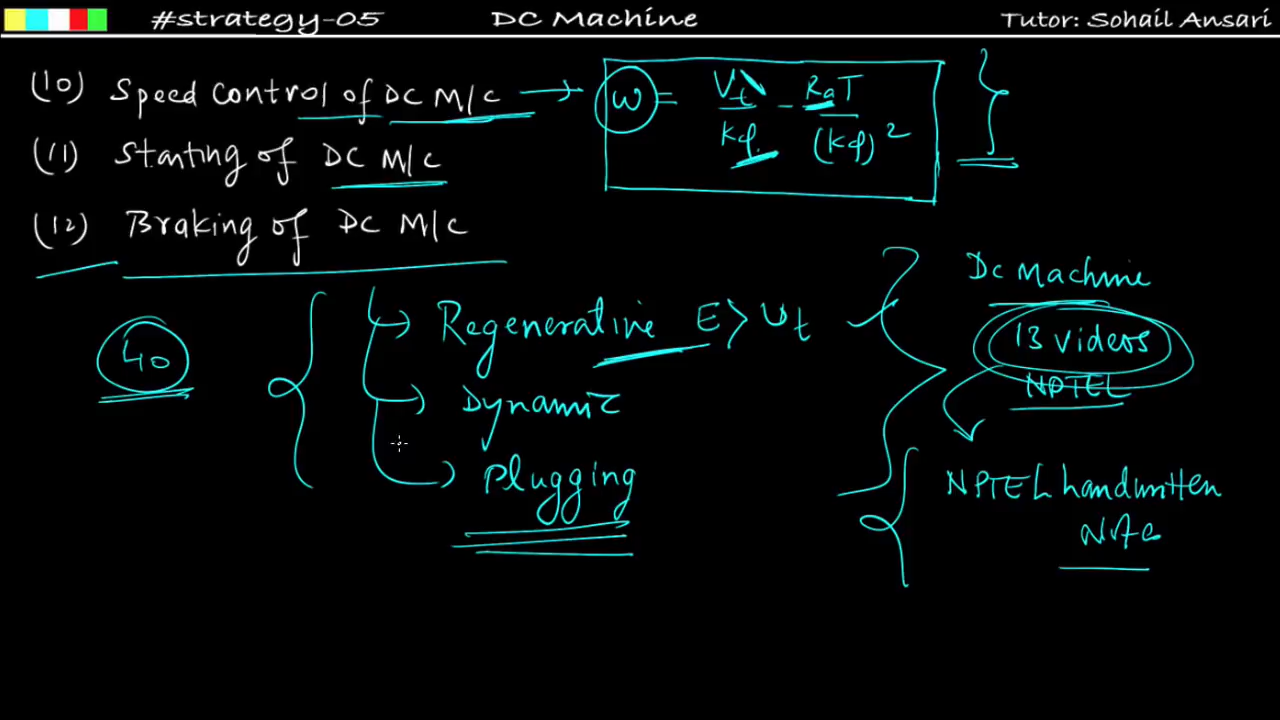 #strategy-05 DC Machine Tutor: Sohail Ansari
(10) Speed Control of DC M/C → ω = Vt/kφ - RaT/(kφ)²
(11) Starting of DC M/C
(12) Braking of DC M/C
40
Regenerative E > Vt
Dynamic
Plugging
DC Machine
13 videos
NPTEL
NPTEL handwritten